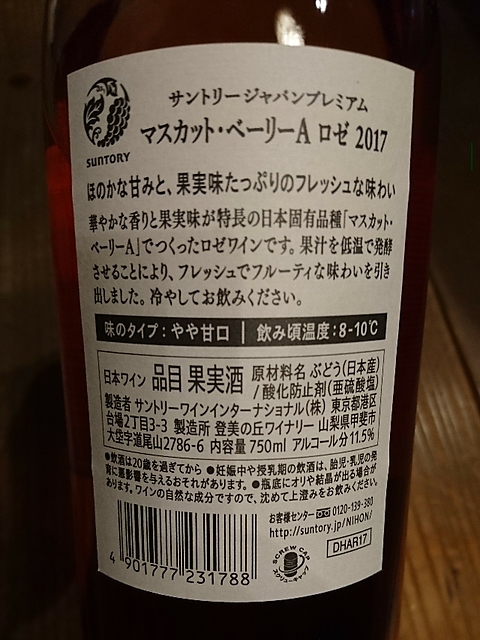 SUNTORY
サントリージャパンプレミアム
マスカット・ベーリーA ロゼ 2017
ほのかな甘みと、果実味たっぷりのフレッシュな味わい
華やかな香りと果実味が特長の日本固有品種「マスカット・
ベーリーA」でつくったロゼワインです。果汁を低温で発酵
させることにより、フレッシュでフルーティな味わいを引き
出しました。冷やしてお飲みください。
味のタイプ:やや甘口 | 飲み頃温度:8-10℃
日本ワイン 品目 果実酒 原材料名 ぶどう(日本産)
/酸化防止剤(亜硫酸塩)
製造者 サントリーワインインターナショナル(株) 東京都港区
台場2丁目3-3 製造所 登美の丘ワイナリー 山梨県甲斐市
大垈字道尾山2786-6 内容量 750ml アルコール分 11.5%
●飲酒は20歳を過ぎてから ●妊娠中や授乳期の飲酒は、胎児・乳児の発
育に悪影響を与えるおそれがあります。●瓶底にオリや結晶が出る場合が
あります。ワインの自然な成分ですので、沈めて上澄みをお飲みください。
お客様センター 0120-139-380
http://suntory.jp/NIHON/
4 901777 231788
SCREW CAP
スクリューキャップ
DHAR17